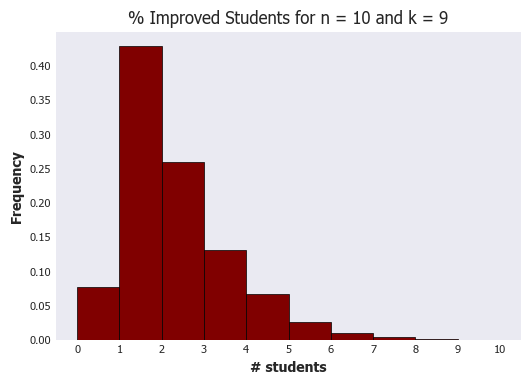 % Improved Students for n = 10 and k = 9
Frequency
0.40
0.35
0.30
0.25
0.20
0.15
0.10
0.05
0.00
0 1 2 3 4 5 6 7 8 9 10
# students